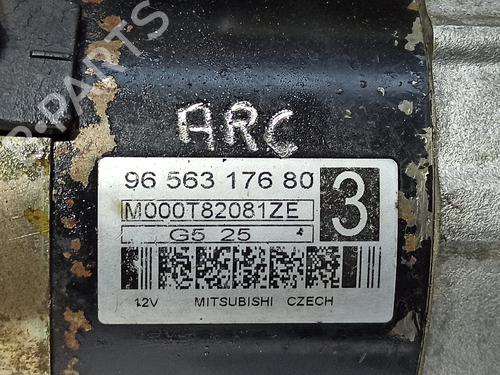 ARC
96 563 176 80
3
M000T82081ZE
G5 25
12V MITSUBISHI CZECH